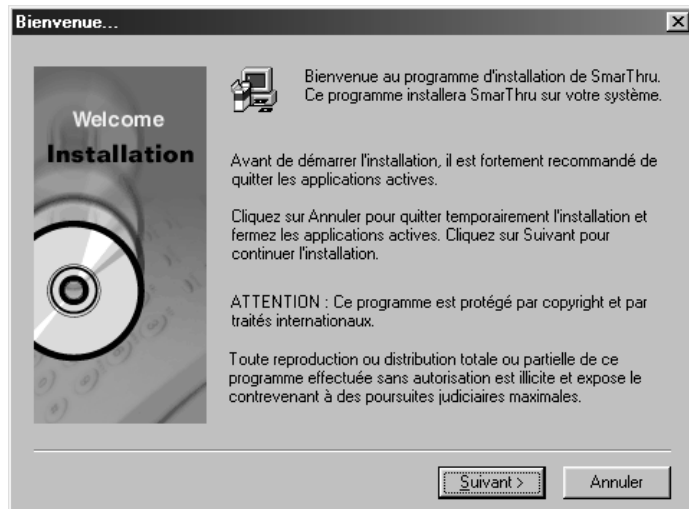 Bienvenue...
Welcome
Installation
Bienvenue au programme d'installation de SmarThru.
Ce programme installera SmarThru sur votre système.
Avant de démarrer l'installation, il est fortement recommandé de
quitter les applications actives.
Cliquez sur Annuler pour quitter temporairement l'installation et
fermez les applications actives. Cliquez sur Suivant pour
continuer l'installation.
ATTENTION : Ce programme est protégé par copyright et par
traités internationaux.
Toute reproduction ou distribution totale ou partielle de ce
programme effectuée sans autorisation est illicite et expose le
contrevenant à des poursuites judiciaires maximales.
Suivant >
Annuler